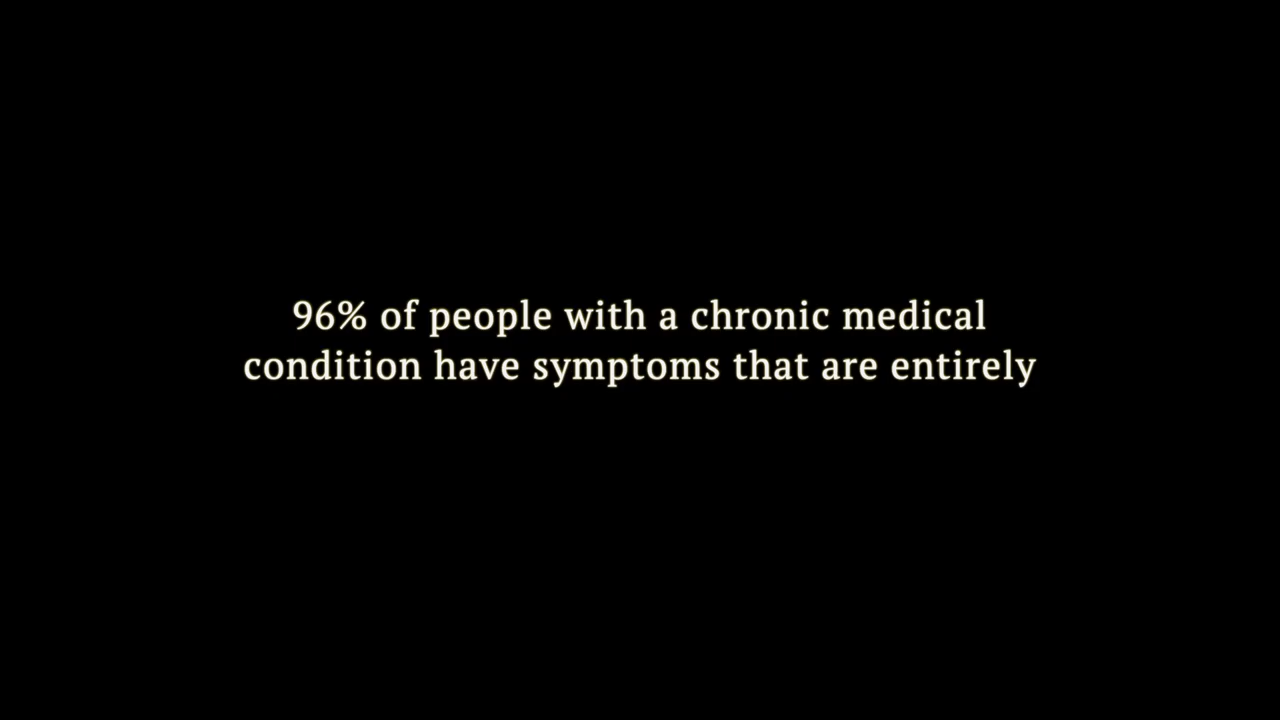 96% of people with a chronic medical
condition have symptoms that are entirely